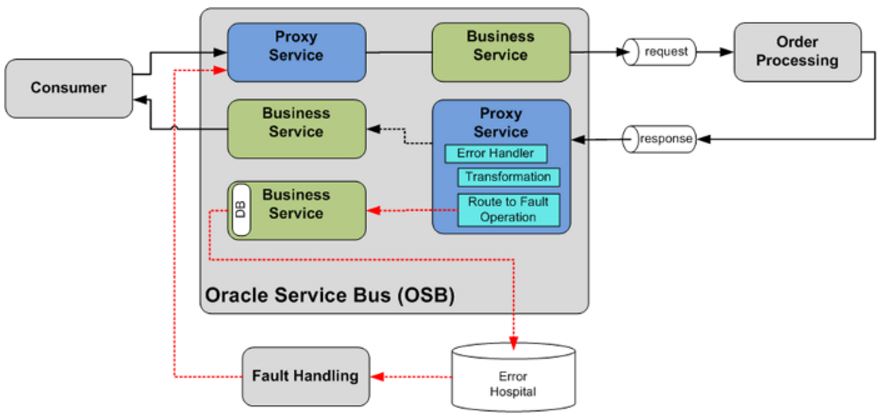 Proxy
Service
Business
Service
request
Order
Processing
Consumer
Business
Service
Proxy
Service
Error Handler
Transformation
Route to Fault
Operation
response
DB
Business
Service
Oracle Service Bus (OSB)
Fault Handling
Error
Hospital